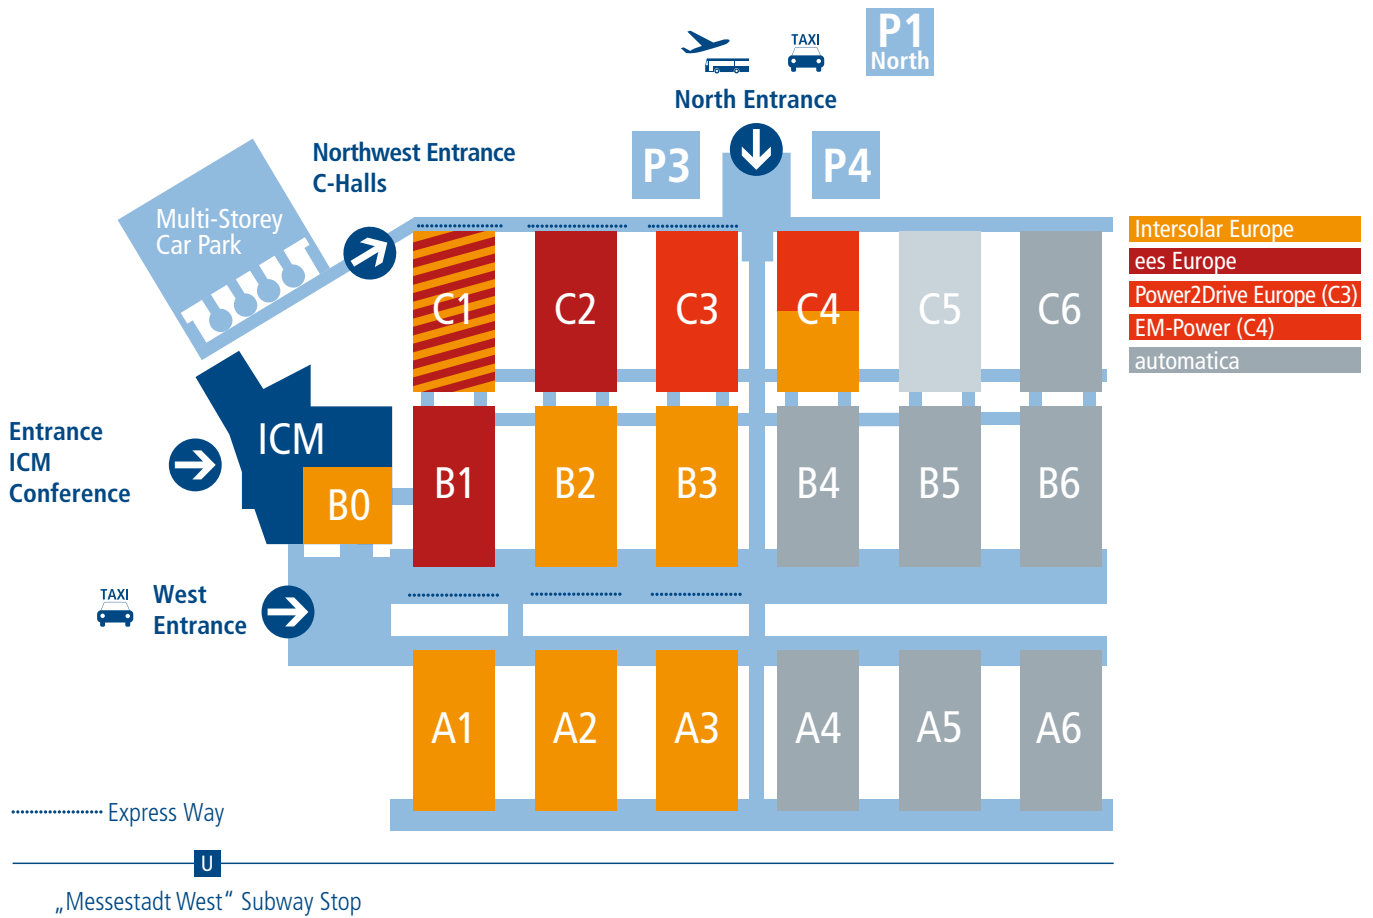 TAXI
P1
North
North Entrance
Northwest Entrance
C-Halls
P3
P4
Multi-Storey
Car Park
Intersolar Europe
ees Europe
Power2Drive Europe (C3)
EM-Power (C4)
automatica
C1
C2
C3
C4
C5
C6
Entrance
ICM
Conference
ICM
B0
B1
B2
B3
B4
B5
B6
TAXI
West
Entrance
A1
A2
A3
A4
A5
A6
Express Way
U
„Messestadt West“ Subway Stop